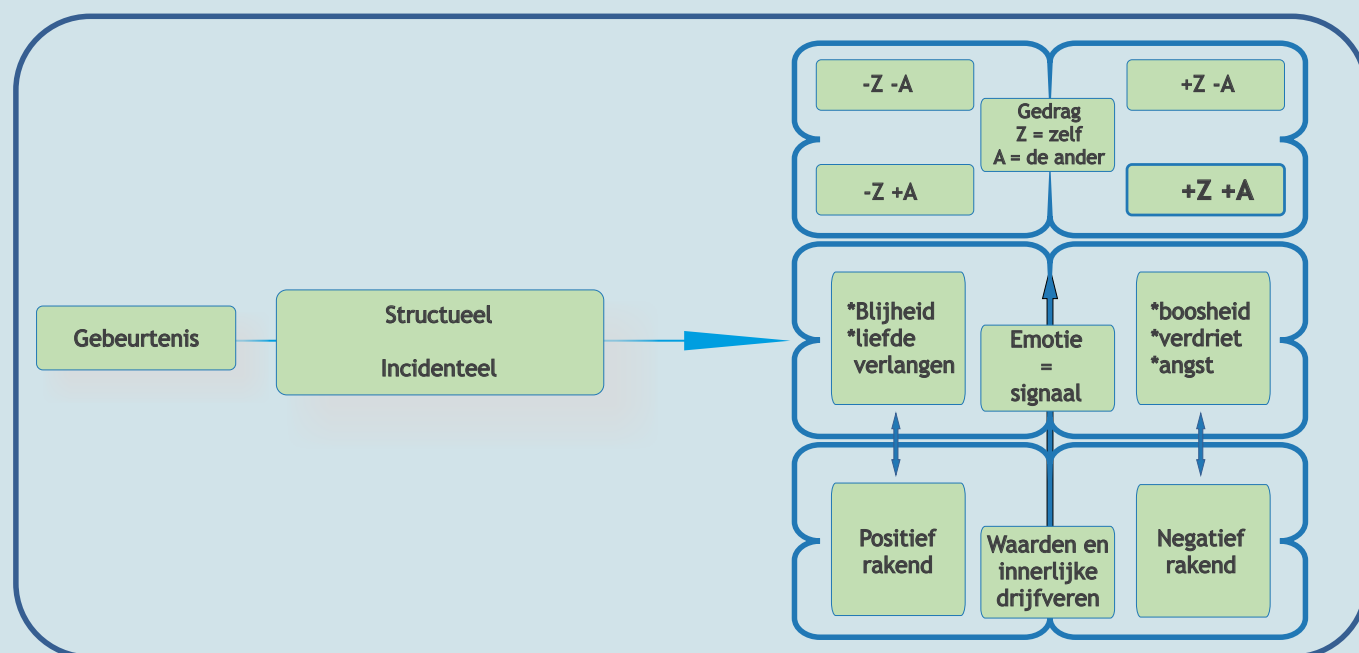 -Z -A
+Z -A
Gedrag
Z = zelf
A = de ander
-Z +A
+Z +A
Gebeurtenis
Structueel
Incidenteel
*Blijheid
*liefde
verlangen
Emotie
=
signaal
*boosheid
*verdriet
*angst
Positief
rakend
Waarden en
innerlijke
drijfveren
Negatief
rakend